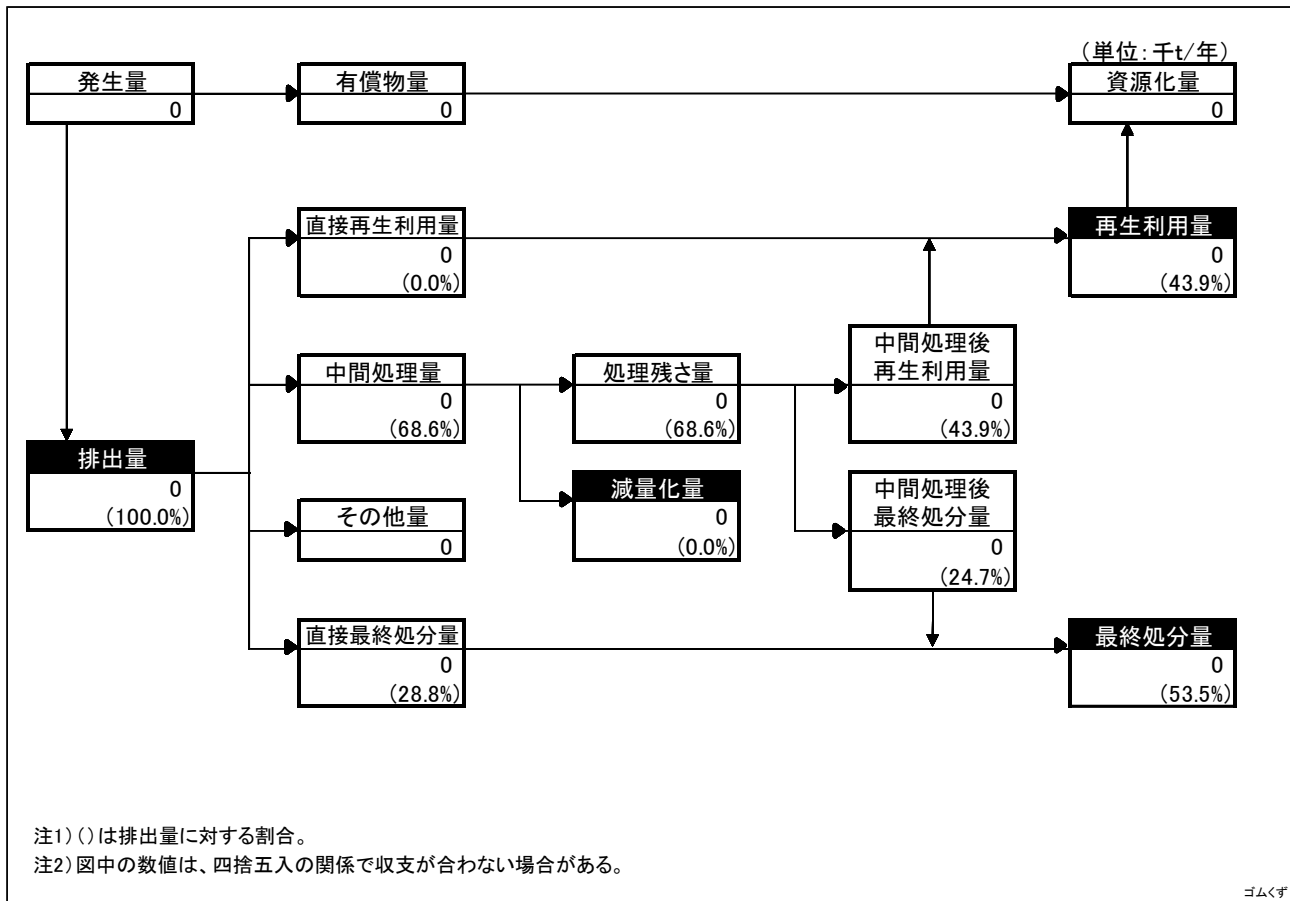 （単位：千t/年）
発生量
0
有償物量
0
資源化量
0
直接再生利用量
0
（0.0%）
再生利用量
0
（43.9%）
中間処理量
0
（68.6%）
処理残さ量
0
（68.6%）
中間処理後
再生利用量
0
（43.9%）
排出量
0
（100.0%）
減量化量
0
（0.0%）
中間処理後
最終処分量
0
（24.7%）
その他量
0
直接最終処分量
0
（28.8%）
最終処分量
0
（53.5%）
注1）（）は排出量に対する割合。
注2）図中の数値は、四捨五入の関係で収支が合わない場合がある。
ゴムくず